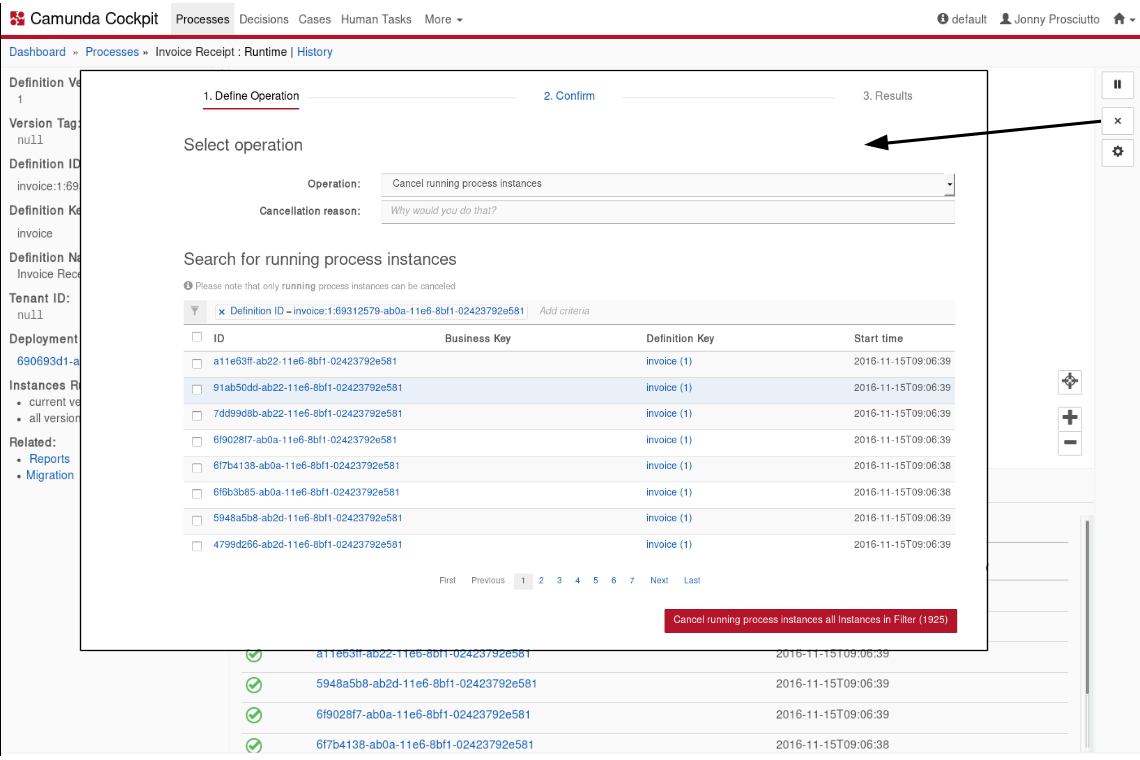 Camunda Cockpit Processes Decisions Cases Human Tasks More default Jonny Prosciutto
Dashboard » Processes » Invoice Receipt : Runtime | History
Definition Ve
1
Version Tag:
null
Definition ID
invoice:1:69
Definition Ke
invoice
Definition Na
Invoice Rece
Tenant ID:
null
Deployment
690693d1-a
Instances Ru
current ve
all version
Related:
Reports
Migration
1. Define Operation 2. Confirm 3. Results
Select operation
Operation: Cancel running process instances
Cancellation reason: Why would you do that?
Search for running process instances
Please note that only running process instances can be canceled
× Definition ID = invoice:1:69312579-ab0a-11e6-8bf1-02423792e581 Add criteria
ID Business Key Definition Key Start time
a11e63ff-ab22-11e6-8bf1-02423792e581 invoice (1) 2016-11-15T09:06:39
91ab50dd-ab22-11e6-8bf1-02423792e581 invoice (1) 2016-11-15T09:06:39
7dd99d8b-ab22-11e6-8bf1-02423792e581 invoice (1) 2016-11-15T09:06:39
6f9028f7-ab0a-11e6-8bf1-02423792e581 invoice (1) 2016-11-15T09:06:39
6f7b4138-ab0a-11e6-8bf1-02423792e581 invoice (1) 2016-11-15T09:06:38
6f6b3b85-ab0a-11e6-8bf1-02423792e581 invoice (1) 2016-11-15T09:06:38
5948a5b8-ab2d-11e6-8bf1-02423792e581 invoice (1) 2016-11-15T09:06:39
4799d266-ab2d-11e6-8bf1-02423792e581 invoice (1) 2016-11-15T09:06:39
First Previous 1 2 3 4 5 6 7 Next Last
Cancel running process instances all Instances in Filter (1925)
a11e63ff-ab22-11e6-8bf1-02423792e581 2016-11-15T09:06:39
5948a5b8-ab2d-11e6-8bf1-02423792e581 2016-11-15T09:06:39
6f9028f7-ab0a-11e6-8bf1-02423792e581 2016-11-15T09:06:39
6f7b4138-ab0a-11e6-8bf1-02423792e581 2016-11-15T09:06:38